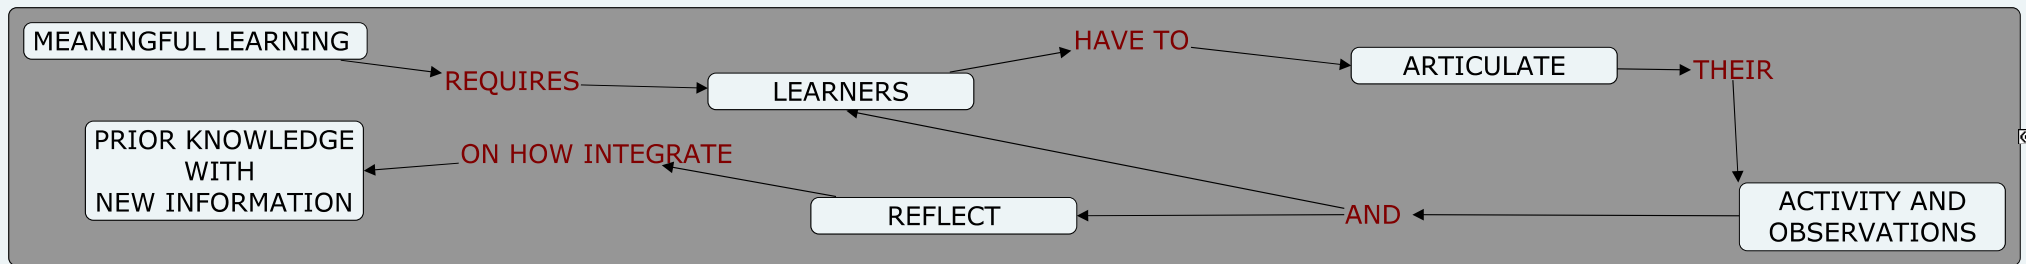 MEANINGFUL LEARNING
REQUIRES
LEARNERS
HAVE TO
ARTICULATE
THEIR
ACTIVITY AND
OBSERVATIONS
AND
REFLECT
ON HOW INTEGRATE
PRIOR KNOWLEDGE
WITH
NEW INFORMATION